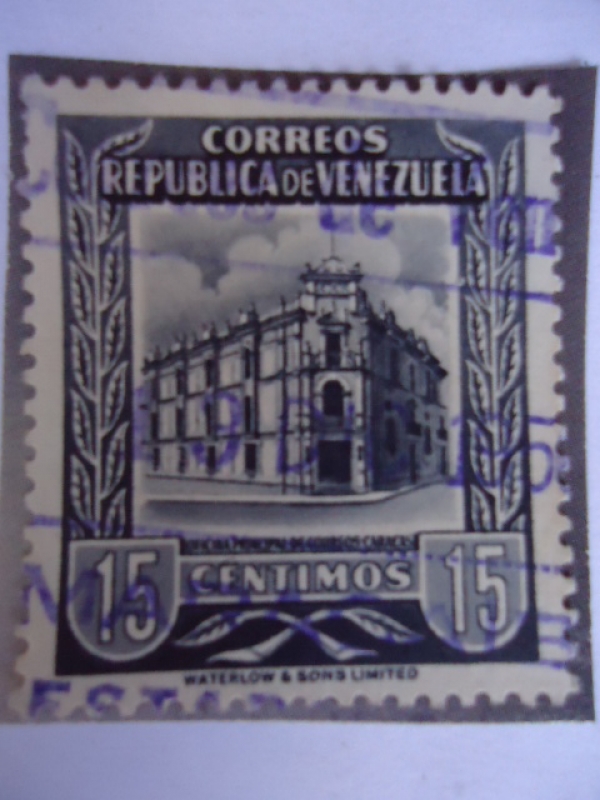 CORREOS
REPUBLICA DE VENEZUELA
OFICINA PRINCIPAL DE CORREOS CARACAS
15 CENTIMOS 15
WATERLOW & SONS LIMITED